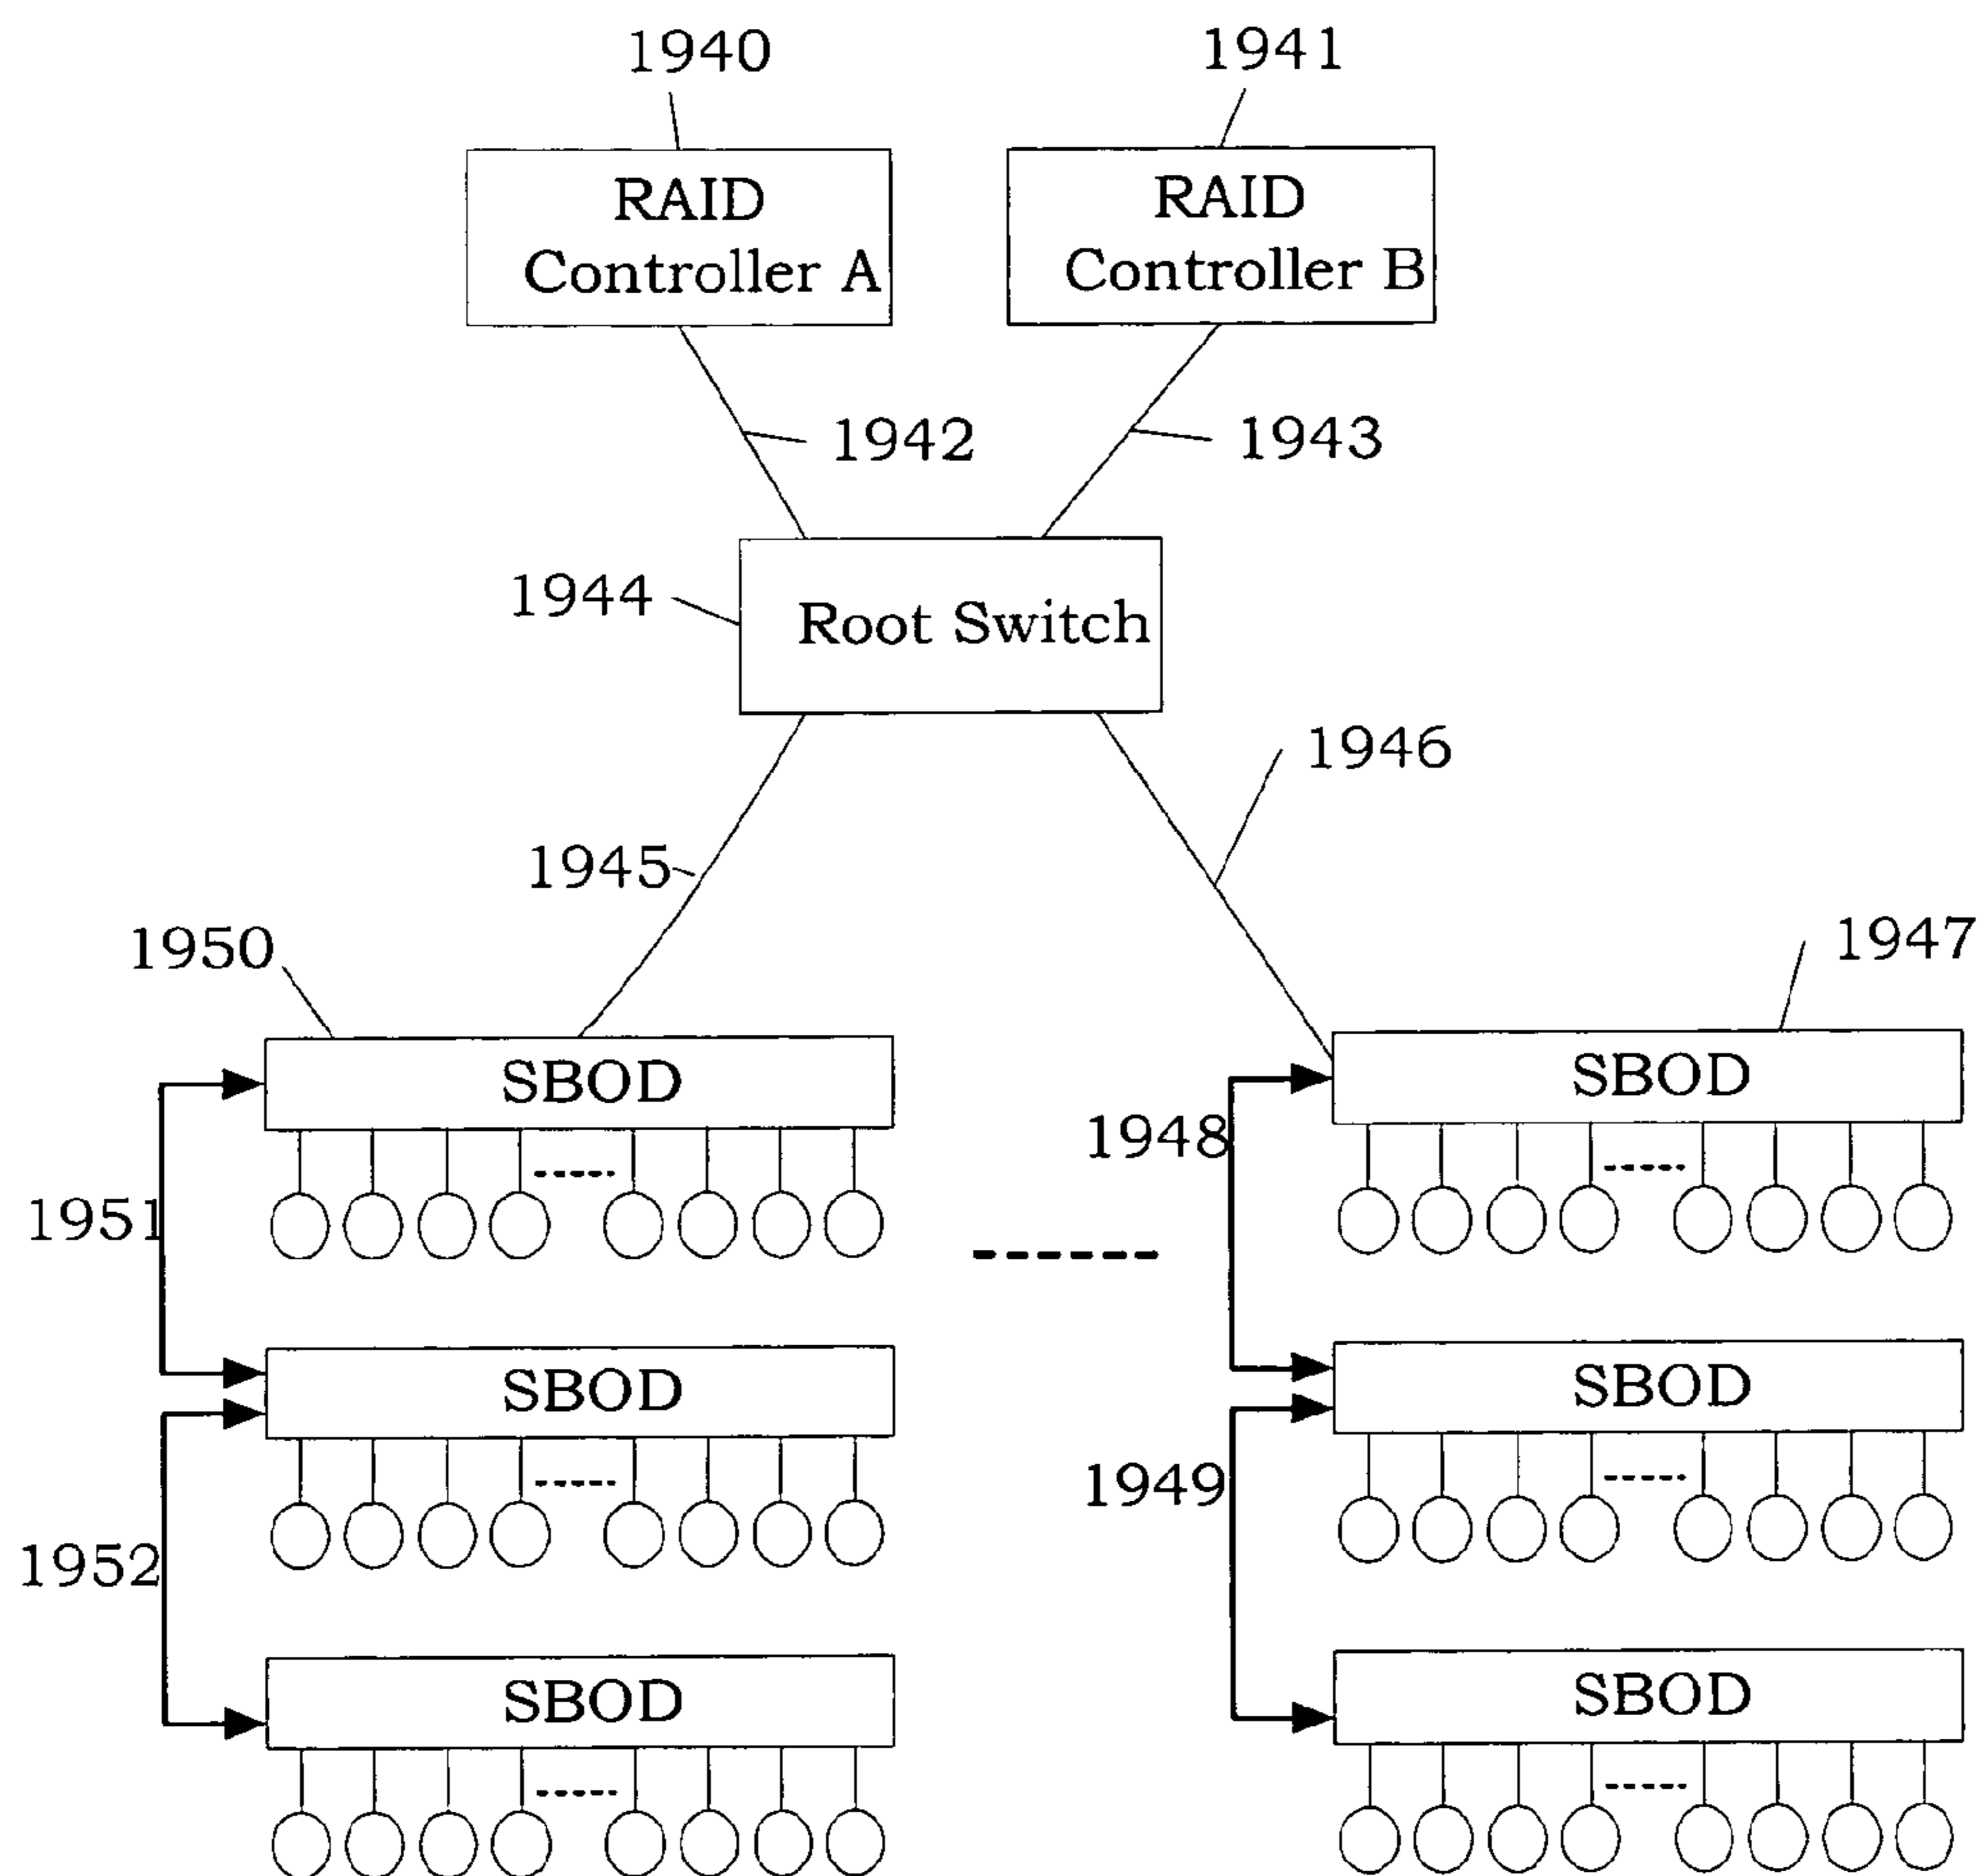 1940
1941
RAID
Controller A
RAID
Controller B
1942
1943
1944
Root Switch
1946
1945
1950
1947
SBOD
SBOD
1948
1951
SBOD
SBOD
1949
1952
SBOD
SBOD